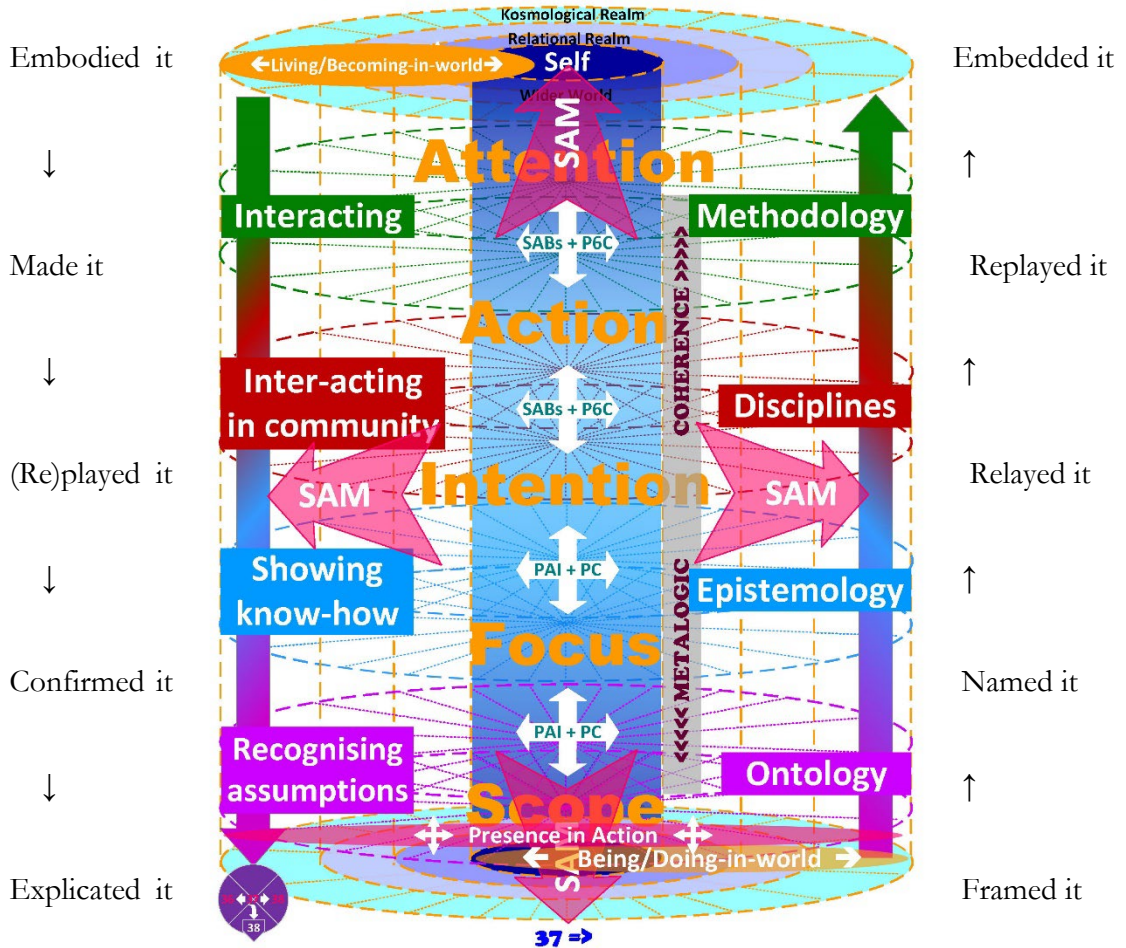 Kosmological Realm
Relational Realm
Embodied it
←Living/Becoming-in-world→
Self
Embedded it
Wider World
SAM
↓
Attention
↑
Interacting
Methodology
SABs + P6C
Made it
Replayed it
Action
COHERENCE >>>>>
↓
Inter-acting
in community
SABs + P6C
Disciplines
↑
(Re)played it
SAM
Intention
SAM
Relayed it
↓
Showing
know-how
PAI + PC
Epistemology
↑
Focus
<<<<< METALOGIC
Confirmed it
Named it
PAI + PC
↓
Recognising
assumptions
Ontology
↑
Scope
Presence in Action
SAM
← Being/Doing-in-world →
Explicated it
38
Framed it
37 =>